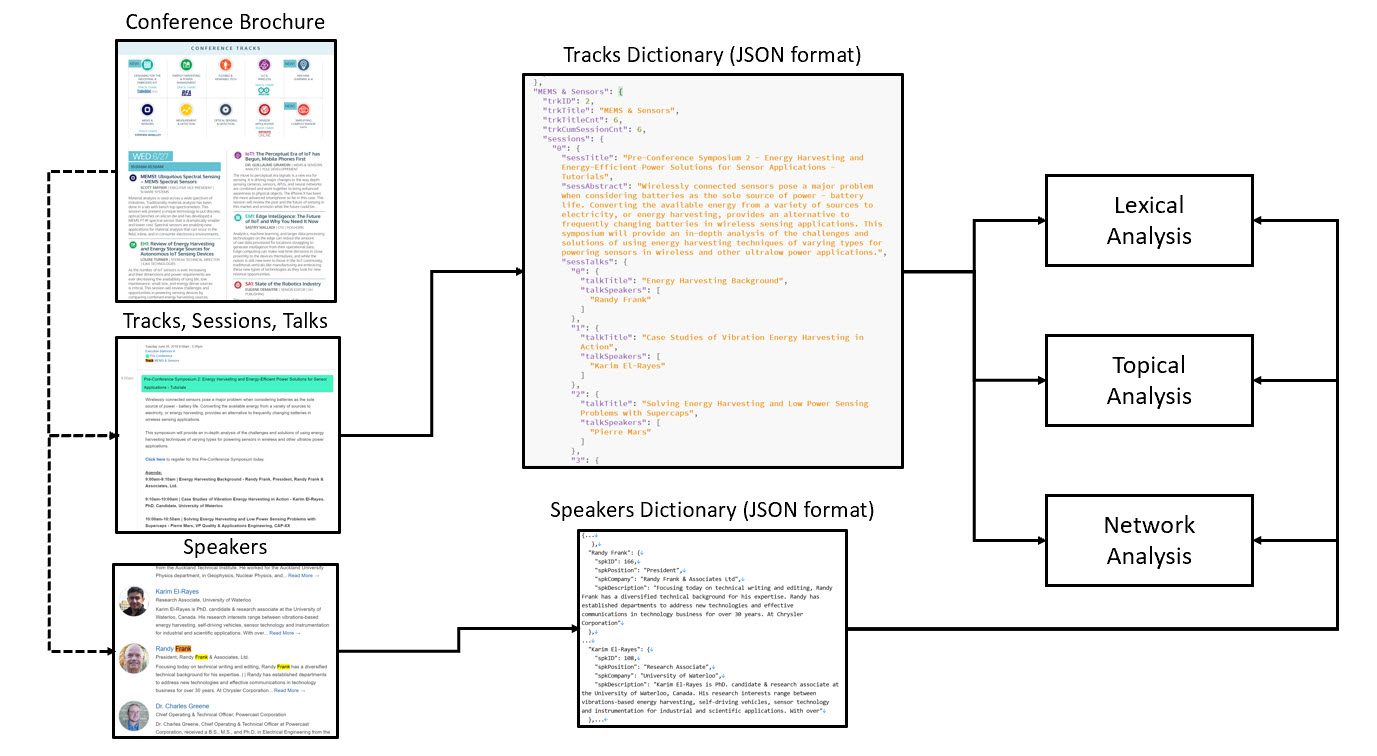 Conference Brochure
CONFERENCE TRACKS
WED 6/27
MEMS3: Ubiquitous Spectral Sensing
– MEMS Spectral Sensors
EH1: Review of Energy Harvesting
and Energy Storage Sources for
Autonomous IoT Sensing Devices
IoT1: The Perceptual Era of IoT has
Begun, Mobile Phones First
EMI: Edge Intelligence: The Future
of IoT and Why You Need It Now
SA1: State of the Robotics Industry
Tracks, Sessions, Talks
Pre-Conference Symposium 2: Energy Harvesting and Energy-Efficient Power Solutions for Sensor
Applications - Tutorials
Wirelessly connected sensors pose a major problem when considering batteries as the sole
source of power - battery life. Converting the available energy from a variety of sources to
electricity, or energy harvesting, provides an alternative to frequently changing batteries in
wireless sensing applications.
This symposium will provide an in-depth analysis of the challenges and solutions of using energy
harvesting techniques of varying types for powering sensors in wireless and other ultralow power
applications.
Click here to register for this Pre-Conference Symposium today.
Agenda:
9:00am-9:10am | Energy Harvesting Background - Randy Frank, President, Randy Frank &
Associates, Ltd.
9:10am-10:00am | Case Studies of Vibration Energy Harvesting in Action - Karim El-Rayes,
PhD. Candidate, University of Waterloo
10:00am-10:50am | Solving Energy Harvesting and Low Power Sensing Problems with
Supercaps - Pierre Mars, VP Quality & Applications Engineering, CAP-XX
Speakers
from the Auckland University Institute. He worked for the Auckland University
Physics department, in Geophysics, Nuclear Physics, and... Read More →
Karim El-Rayes
Research Associate, University of Waterloo
Karim El-Rayes is PhD. candidate & research associate at the University of
Waterloo, Canada. His research interests range between vibrations-based
energy harvesting, self-driving vehicles, sensor technology and instrumentation
for industrial and scientific applications. With over... Read More →
Randy Frank
President, Randy Frank & Associates, Ltd.
Focusing today on technical writing and editing, Randy Frank has a diversified
technical background for his expertise. | | Randy has established departments
to address new technologies and effective communications in technology
business for over 30 years. At Chrysler Corporation... Read More →
Dr. Charles Greene
Chief Operating & Technical Officer, Powercast Corporation
Dr. Charles Greene, Chief Operating & Technical Officer at Powercast
Corporation, received a B.S., M.S., and Ph.D. in Electrical Engineering from the
Tracks Dictionary (JSON format)
},
"MEMS & Sensors": {
"trkID": 2,
"trkTitle": "MEMS & Sensors",
"trkTitleCnt": 6,
"trkCumSessionCnt": 6,
"sessions": {
"0": {
"sessTitle": "Pre-Conference Symposium 2 - Energy Harvesting and
Energy-Efficient Power Solutions for Sensor Applications -
Tutorials",
"sessAbstract": "Wirelessly connected sensors pose a major problem
when considering batteries as the sole source of power - battery
life. Converting the available energy from a variety of sources to
electricity, or energy harvesting, provides an alternative to
frequently changing batteries in wireless sensing applications. This
symposium will provide an in-depth analysis of the challenges and
solutions of using energy harvesting techniques of varying types for
powering sensors in wireless and other ultralow power applications.",
"sessTalks": {
"0": {
"talkTitle": "Energy Harvesting Background",
"talkSpeakers": [
"Randy Frank"
]
},
"1": {
"talkTitle": "Case Studies of Vibration Energy Harvesting in
Action",
"talkSpeakers": [
"Karim El-Rayes"
]
},
"2": {
"talkTitle": "Solving Energy Harvesting and Low Power Sensing
Problems with Supercaps",
"talkSpeakers": [
"Pierre Mars"
]
},
"3": {
Speakers Dictionary (JSON format)
{...
},
"Randy Frank": {
"spkID": 166,
"spkPosition": "President",
"spkCompany": "Randy Frank & Associates Ltd",
"spkDescription": "Focusing today on technical writing and editing, Randy
Frank has a diversified technical background for his expertise. Randy has
established departments to address new technologies and effective
communications in technology business for over 30 years. At Chrysler
Corporation"
},
...
"Karim El-Rayes": {
"spkID": 108,
"spkPosition": "Research Associate",
"spkCompany": "University of Waterloo",
"spkDescription": "Karim El-Rayes is PhD. candidate & research associate at
the University of Waterloo, Canada. His research interests range between
vibrations-based energy harvesting, self-driving vehicles, sensor technology
and instrumentation for industrial and scientific applications. With over"
},...
Lexical
Analysis
Topical
Analysis
Network
Analysis